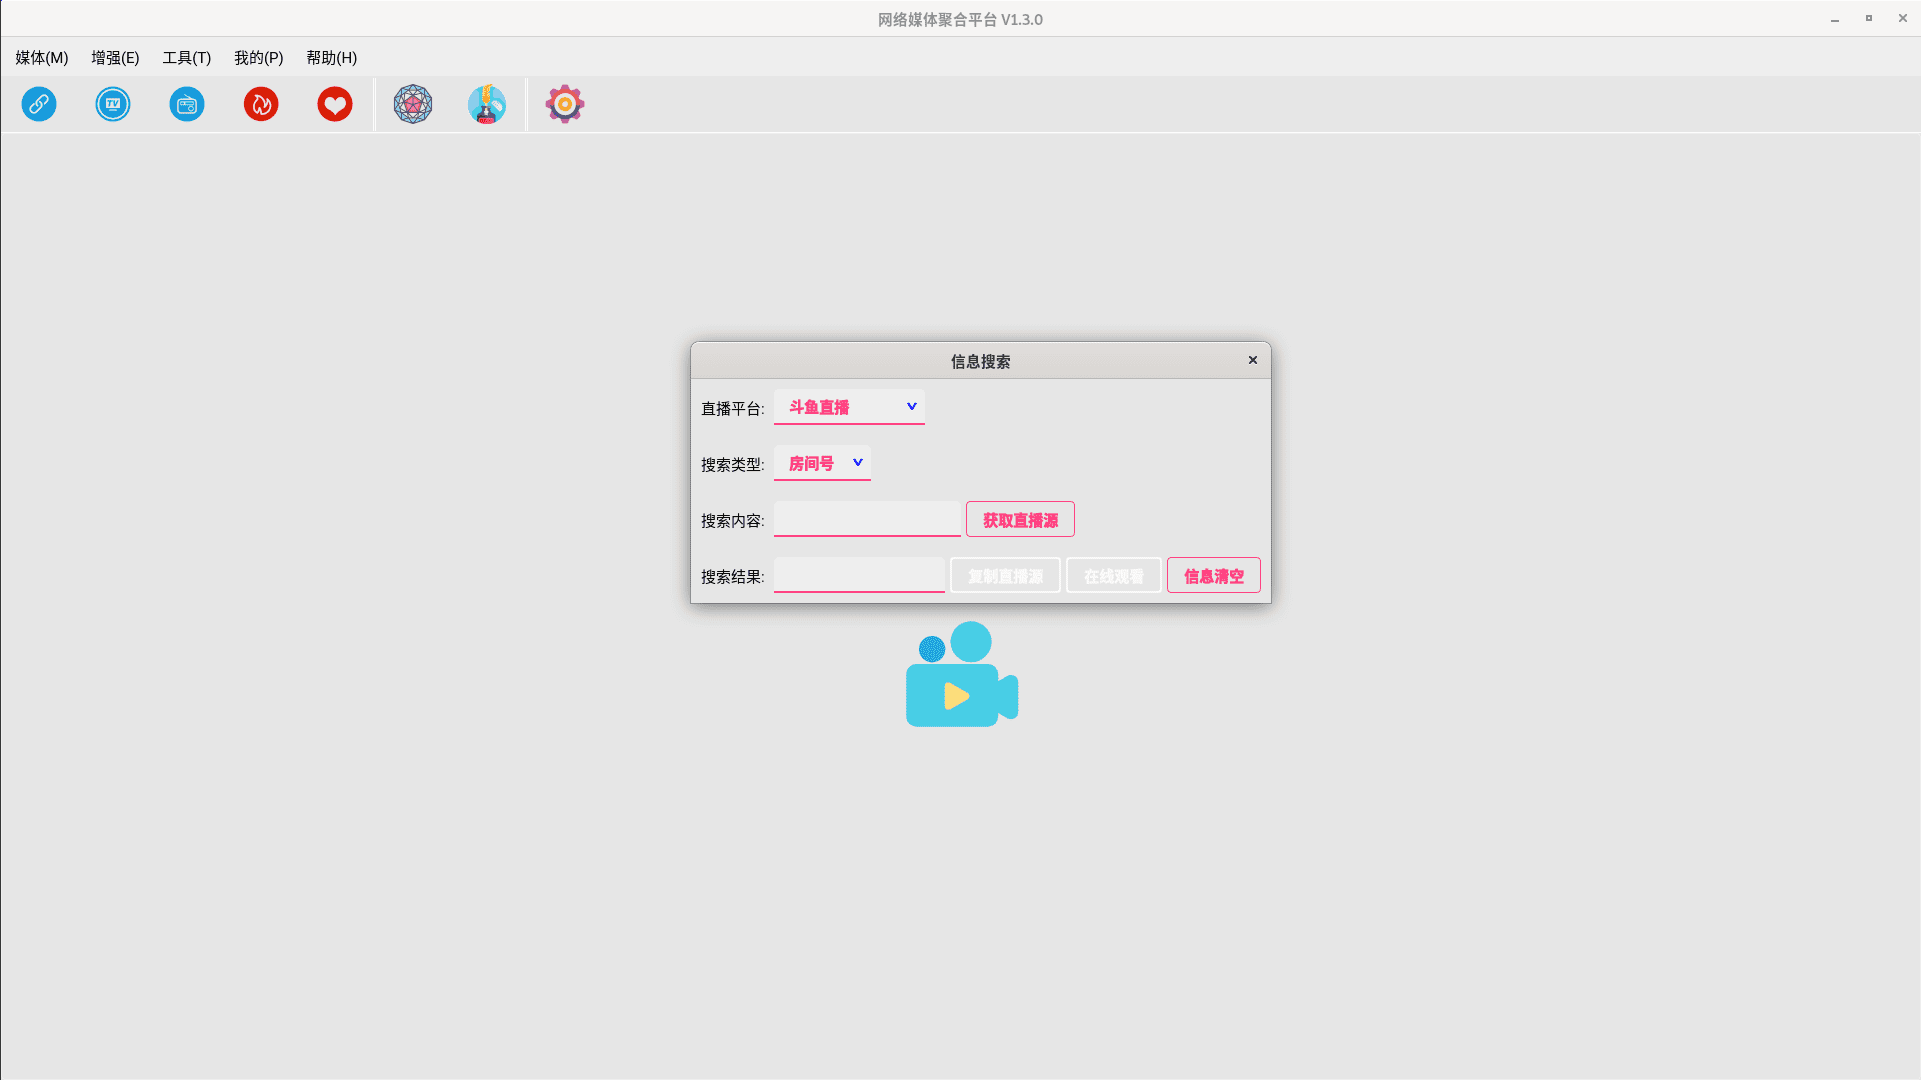 网络媒体聚合平台 V1.3.0
媒体(M) 增强(E) 工具(T) 我的(P) 帮助(H)
TV
信息搜索
直播平台: 斗鱼直播
搜索类型: 房间号
搜索内容: 获取直播源
搜索结果: 复制直播源 在线观看 信息清空